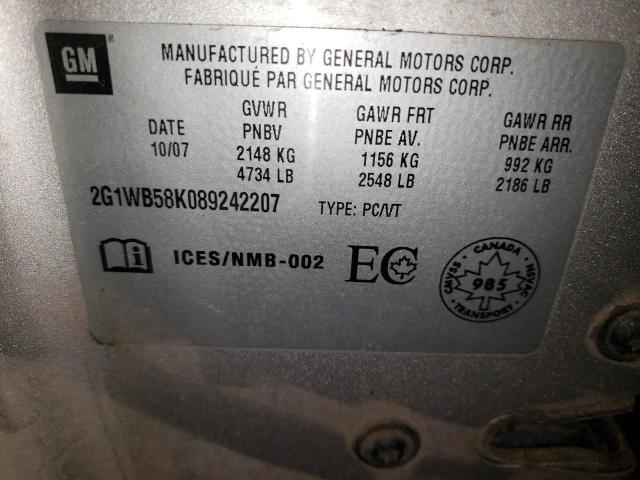 GM®
MANUFACTURED BY GENERAL MOTORS CORP.
FABRIQUÉ PAR GENERAL MOTORS CORP.
DATE
10/07
GVWR
PNBV
2148 KG
4734 LB
GAWR FRT
PNBE AV.
1156 KG
2548 LB
GAWR RR
PNBE ARR.
992 KG
2186 LB
2G1WB58K089242207
TYPE: PC/VT
i
ICES/NMB-002
EC
CANADA
CMVSS
NSVAC
985
TRANSPORT